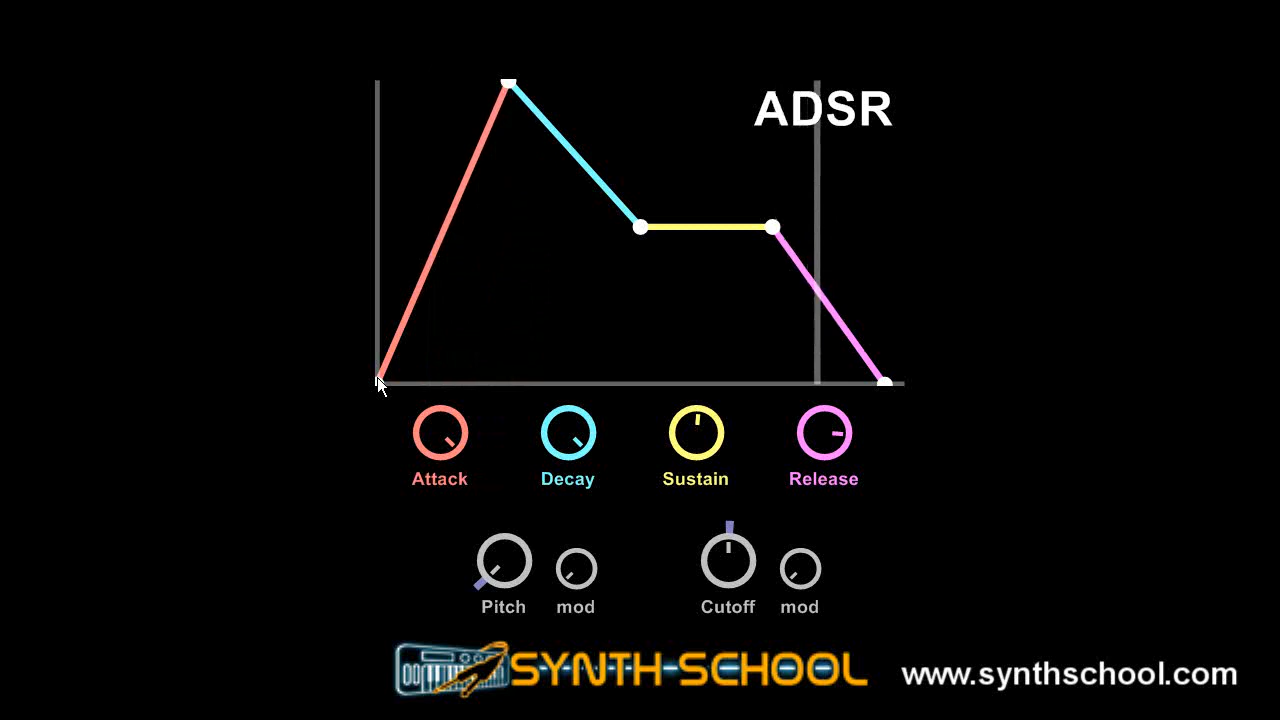 ADSR
Attack Decay Sustain Release
Pitch mod Cutoff mod
SYNTH-SCHOOL
www.synthschool.com